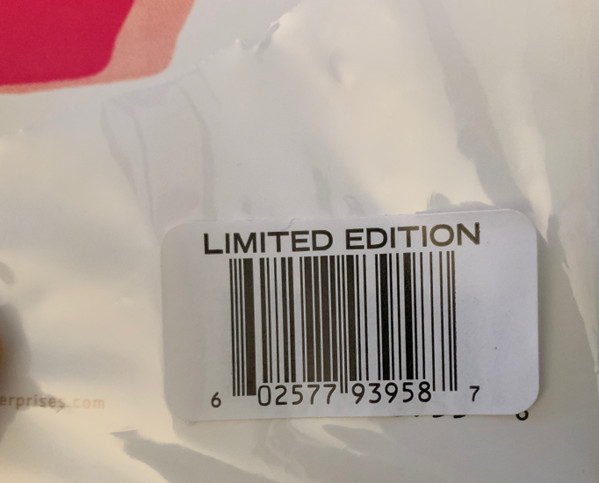 LIMITED EDITION
6 02577 93958 7
erprises.com